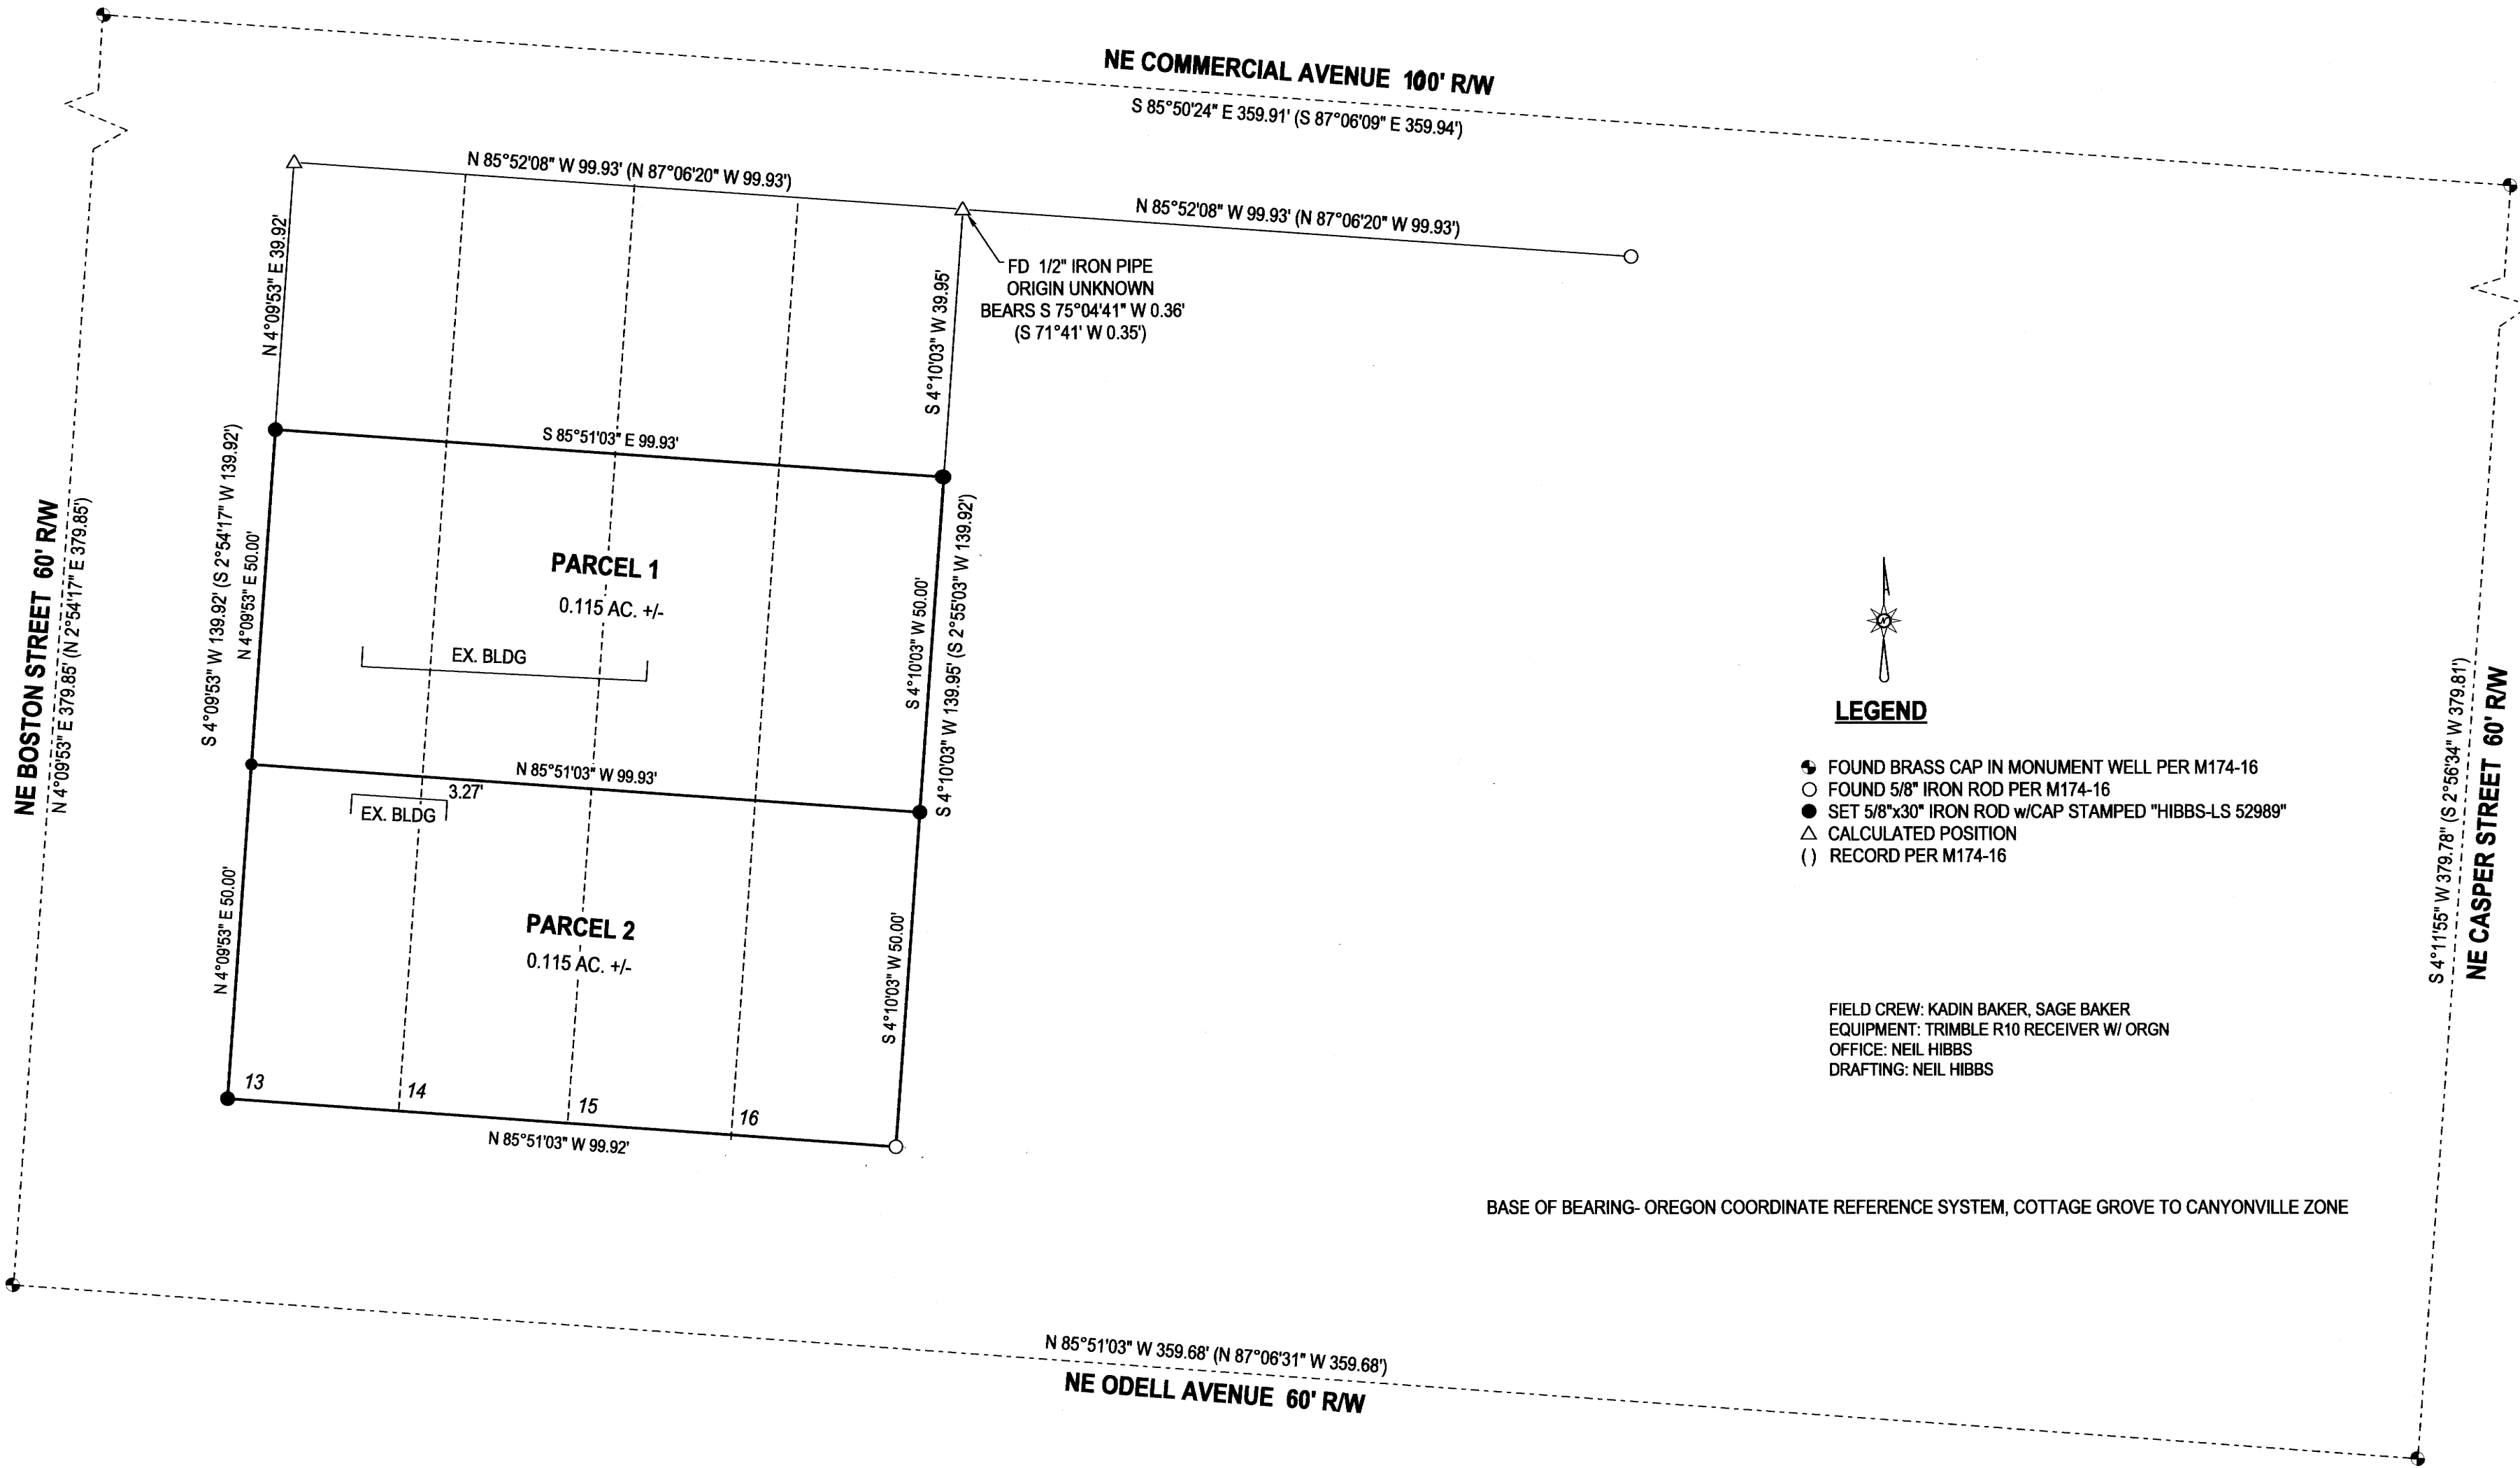 NE COMMERCIAL AVENUE 100' R/W
S 85°50'24" E 359.91' (S 87°06'09" E 359.94')
N 85°52'08" W 99.93' (N 87°06'20" W 99.93')
N 85°52'08" W 99.93' (N 87°06'20" W 99.93')
N 4°09'53" E 39.92'
S 4°10'03" W 39.95'
FD 1/2" IRON PIPE
ORIGIN UNKNOWN
BEARS S 75°04'41" W 0.36'
(S 71°41' W 0.35')
S 85°51'03" E 99.93'
NE BOSTON STREET 60' R/W
N 4°09'53" E 379.85' (N 2°54'17" E 379.85')
S 4°09'53" W 139.92' (S 2°54'17" W 139.92')
N 4°09'53" E 50.00'
PARCEL 1
0.115 AC. +/-
EX. BLDG
S 4°10'03" W 50.00'
S 4°10'03" W 139.95' (S 2°55'03" W 139.92')
N 85°51'03" W 99.93'
3.27'
EX. BLDG
N 4°09'53" E 50.00'
PARCEL 2
0.115 AC. +/-
S 4°10'03" W 50.00'
13
14
15
16
N 85°51'03" W 99.92'
N
LEGEND
FOUND BRASS CAP IN MONUMENT WELL PER M174-16
FOUND 5/8" IRON ROD PER M174-16
SET 5/8"x30" IRON ROD w/CAP STAMPED "HIBBS-LS 52989"
CALCULATED POSITION
( ) RECORD PER M174-16
S 4°11'55" W 379.78" (S 2°56'34" W 379.81')
NE CASPER STREET 60' R/W
FIELD CREW: KADIN BAKER, SAGE BAKER
EQUIPMENT: TRIMBLE R10 RECEIVER W/ ORGN
OFFICE: NEIL HIBBS
DRAFTING: NEIL HIBBS
BASE OF BEARING- OREGON COORDINATE REFERENCE SYSTEM, COTTAGE GROVE TO CANYONVILLE ZONE
N 85°51'03" W 359.68' (N 87°06'31" W 359.68')
NE ODELL AVENUE 60' R/W